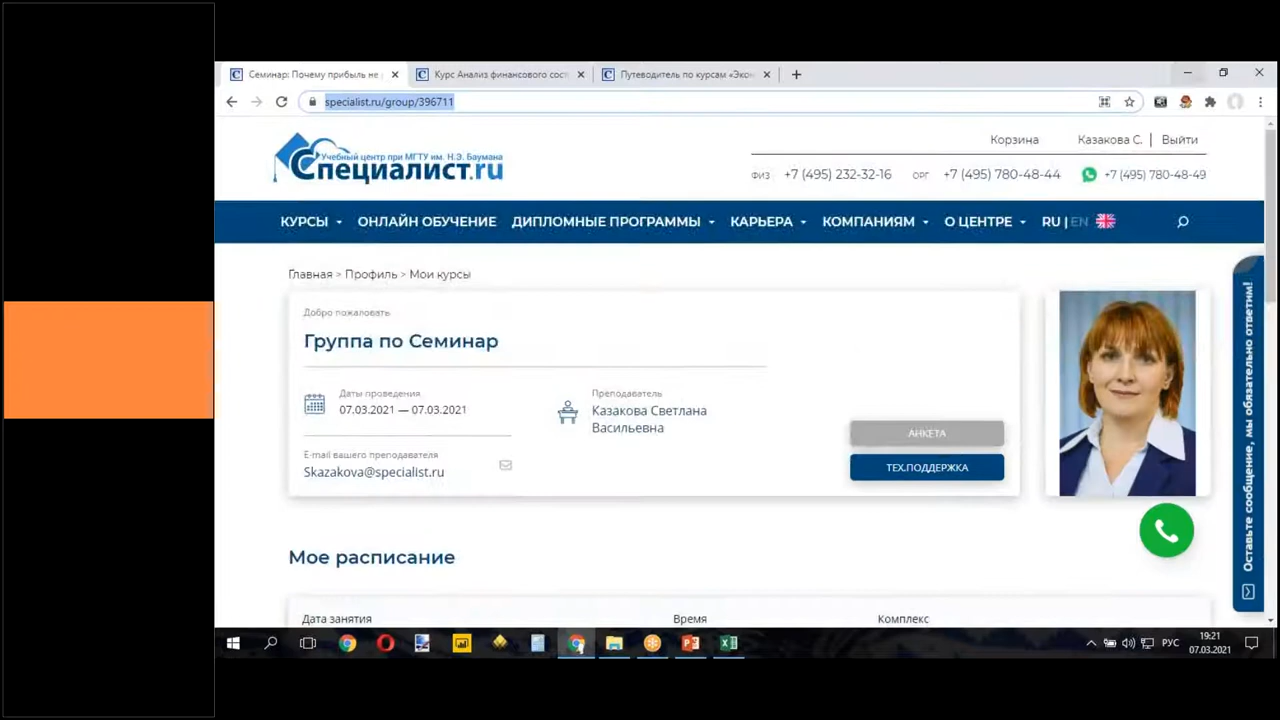 Семинар: Почему прибыль не
Курс Анализ финансового сост
Путеводитель по курсам «Экон
specialist.ru/group/396711
Учебный центр при МГТУ им. Н.Э. Баумана
Специалист.ru
Корзина
Казакова С. | Выйти
ФИЗ +7 (495) 232-32-16 ОРГ +7 (495) 780-48-44 +7 (495) 780-48-49
КУРСЫ ОНЛАЙН ОБУЧЕНИЕ ДИПЛОМНЫЕ ПРОГРАММЫ КАРЬЕРА КОМПАНИЯМ О ЦЕНТРЕ RU | EN
Главная > Профиль > Мои курсы
Добро пожаловать
Группа по Семинар
Даты проведения
07.03.2021 — 07.03.2021
Преподаватель
Казакова Светлана
Васильевна
E-mail вашего преподавателя
Skazakova@specialist.ru
АНКЕТА
ТЕХ.ПОДДЕРЖКА
Оставьте сообщение, мы обязательно ответим!
Мое расписание
Дата занятия Время Комплекс
РУС
19:21
07.03.2021